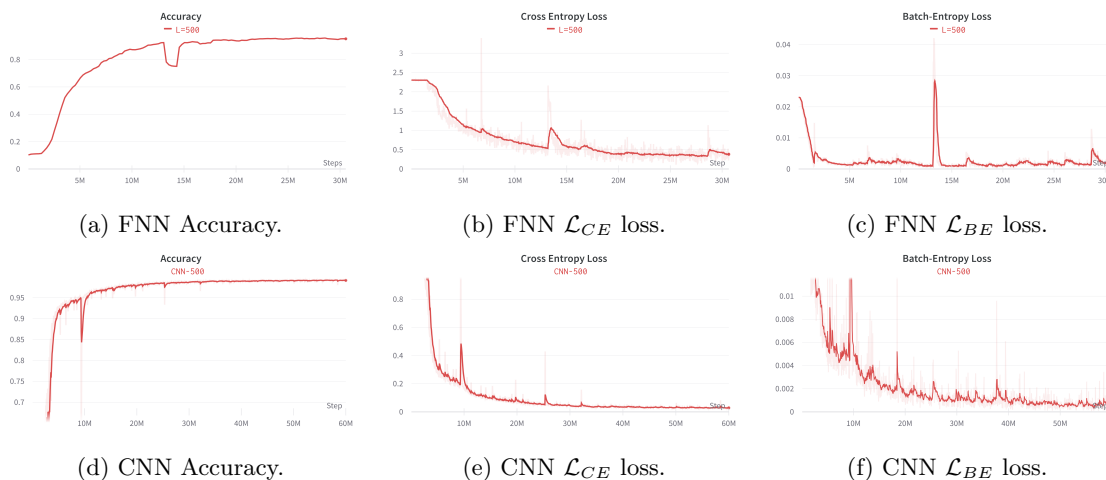 Accuracy
L=500
0.8
0.6
0.4
0.2
0
Steps
5M 10M 15M 20M 25M 30M
(a) FNN Accuracy.
Cross Entropy Loss
L=500
3
2.5
2
1.5
1
0.5
0
Step
5M 10M 15M 20M 25M 30M
(b) FNN ℒ_CE loss.
Batch-Entropy Loss
L=500
0.04
0.03
0.02
0.01
0
Step
5M 10M 15M 20M 25M 30M
(c) FNN ℒ_BE loss.
Accuracy
CNN-500
0.95
0.9
0.85
0.8
0.75
0.7
Step
10M 20M 30M 40M 50M 60M
(d) CNN Accuracy.
Cross Entropy Loss
CNN-500
0.8
0.6
0.4
0.2
0
Step
10M 20M 30M 40M 50M 60M
(e) CNN ℒ_CE loss.
Batch-Entropy Loss
CNN-500
0.01
0.008
0.006
0.004
0.002
0
Step
10M 20M 30M 40M 50M
(f) CNN ℒ_BE loss.